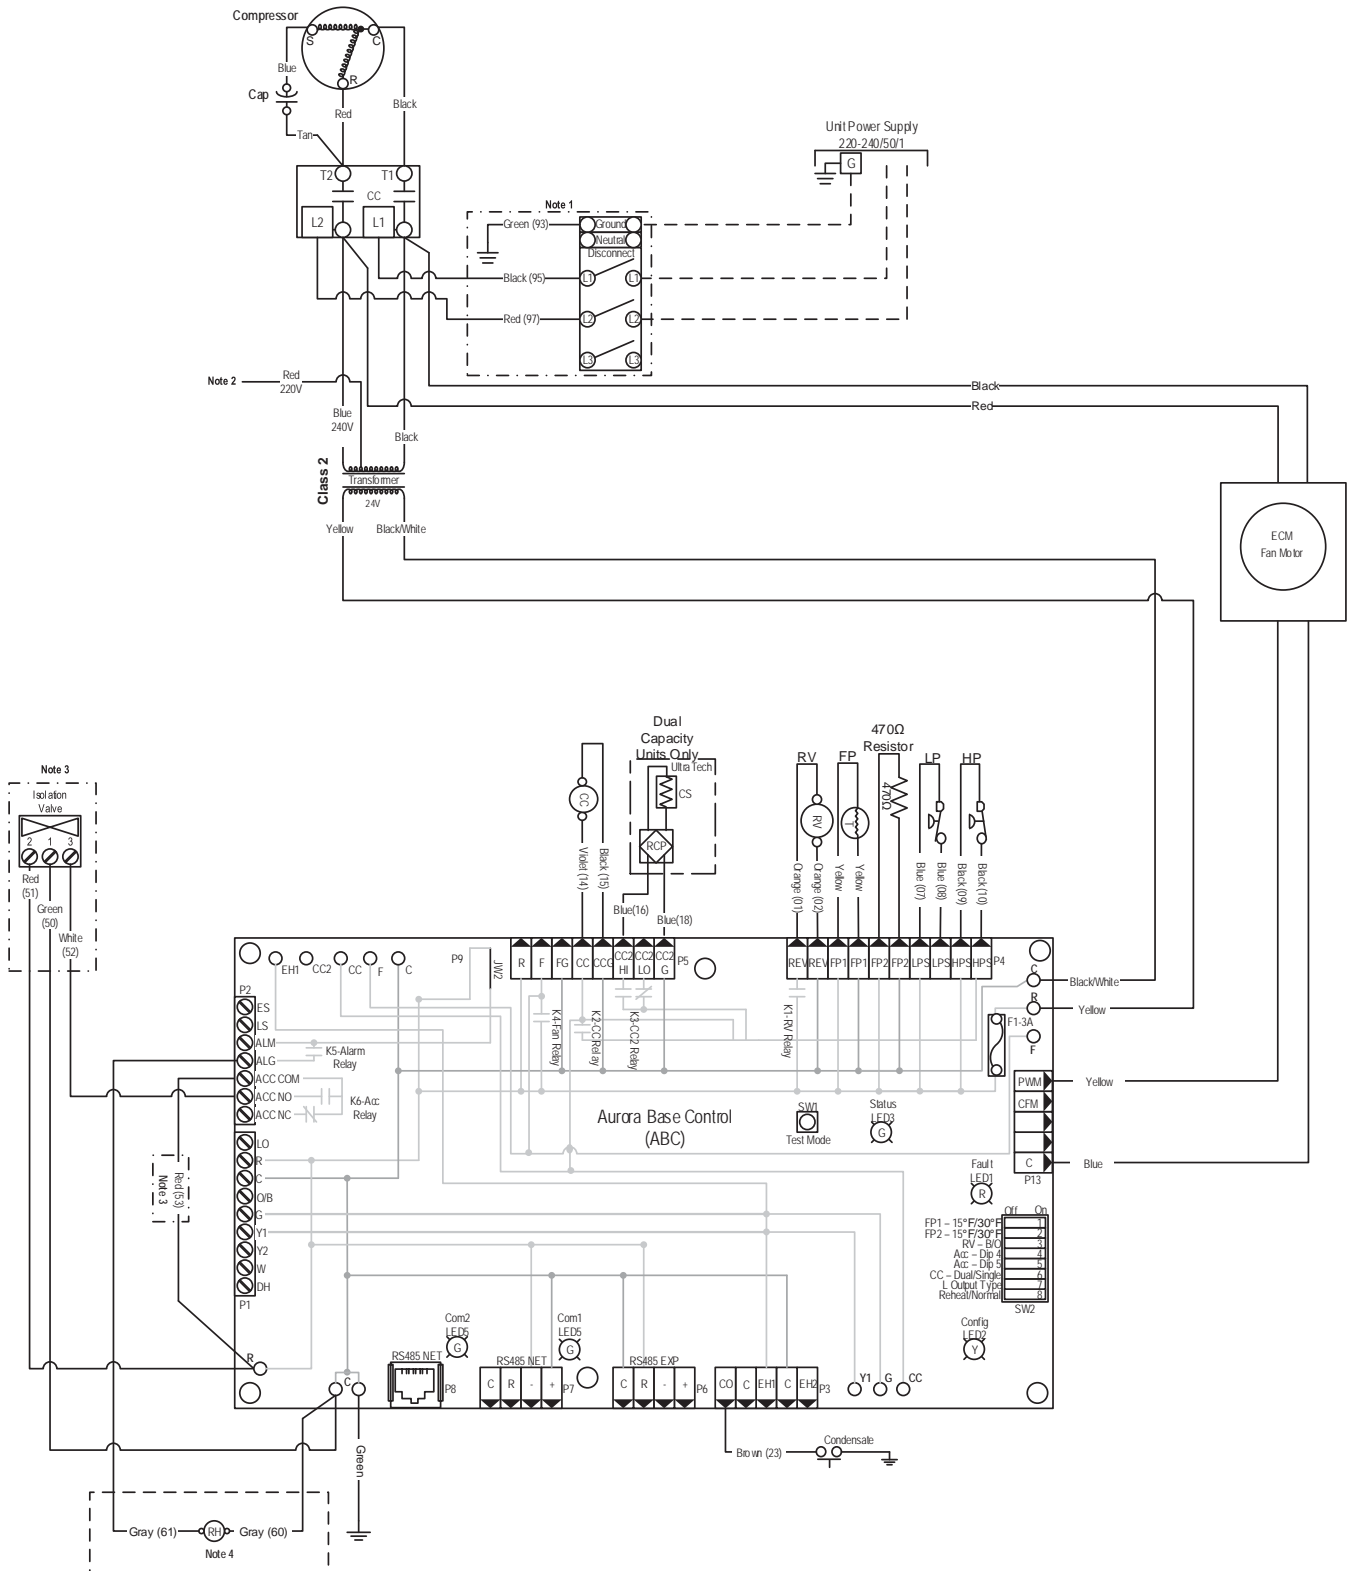 Compressor
S
C
R
Blue
Cap
Red
Black
Tan
T2
T1
CC
L2
L1
Unit Power Supply
220-240/50/1
G
Note 1
Green (93)
Ground
Neutral
Disconnect
Black (95)
L1
L1
Red (97)
L2
L2
L3
L3
Note 2
Red
220V
Blue
240V
Black
Black
Red
Class 2
Transformer
24V
Yellow
Black/White
ECM
Fan Motor
Note 3
Isolation
Valve
2 1 3
Red
(51)
Green
(50)
White
(52)
CC
Violet (14)
Black (15)
Dual
Capacity
Units Only
Ultra Tech
CS
RCP
Blue(16)
Blue(18)
RV
RV
Orange (01)
Orange (02)
FP
T
Yellow
Yellow
470Ω
Resistor
470Ω
LP
Blue (07)
Blue (08)
HP
Black (09)
Black (10)
EH1
CC2
CC
F
C
P9
JW2
R
F
FG
CC
CCG
CC2
HI
CC2
LO
CC2
G
P5
REV
REV
FP1
FP1
FP2
FP2
LPS
LPS
HPS
HPS
P4
C
Black/White
R
Yellow
F1-3A
F
P2
ES
LS
ALM
ALG
ACC COM
ACC NO
ACC NC
K5-Alarm
Relay
K6-Acc
Relay
K4-Fan Relay
K2-CC Relay
K3-CC2 Relay
K1-RV Relay
PWM
Yellow
CFM
C
Blue
P13
Aurora Base Control
(ABC)
SW1
Test Mode
Status
LED3
G
Fault
LED1
R
LO
R
C
O/B
G
Y1
Y2
W
DH
P1
Red (53)
Note 3
Off
On
FP1 – 15°F/30°F
1
FP2 – 15°F/30°F
2
RV – B/O
3
Acc – Dip 4
4
Acc – Dip 5
5
CC – Dual/Single
6
L Output Type
7
Reheat/Normal
8
SW2
Config
LED2
Y
Com2
LED5
G
Com1
LED5
G
R
C
RS485 NET
P8
RS485 NET
C
R
-
+
P7
RS485 EXP
C
R
-
+
P6
CO
C
EH1
C
EH2
P3
Y1
G
CC
Green
Brown (23)
Condensate
Gray (61)
RH
Gray (60)
Note 4